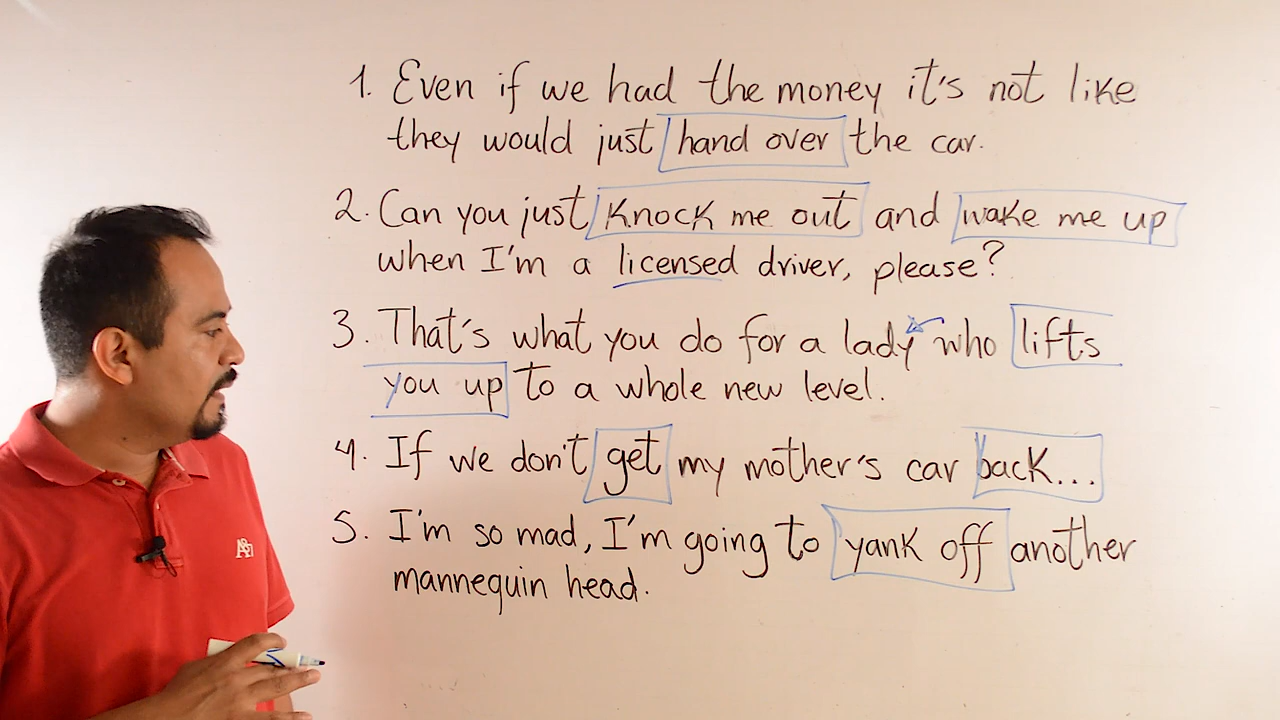 1. Even if we had the money it's not like
they would just hand over the car.
2. Can you just knock me out and wake me up
when I'm a licensed driver, please?
3. That's what you do for a lady who lifts
you up to a whole new level.
4. If we don't get my mother's car back...
5. I'm so mad, I'm going to yank off another
mannequin head.